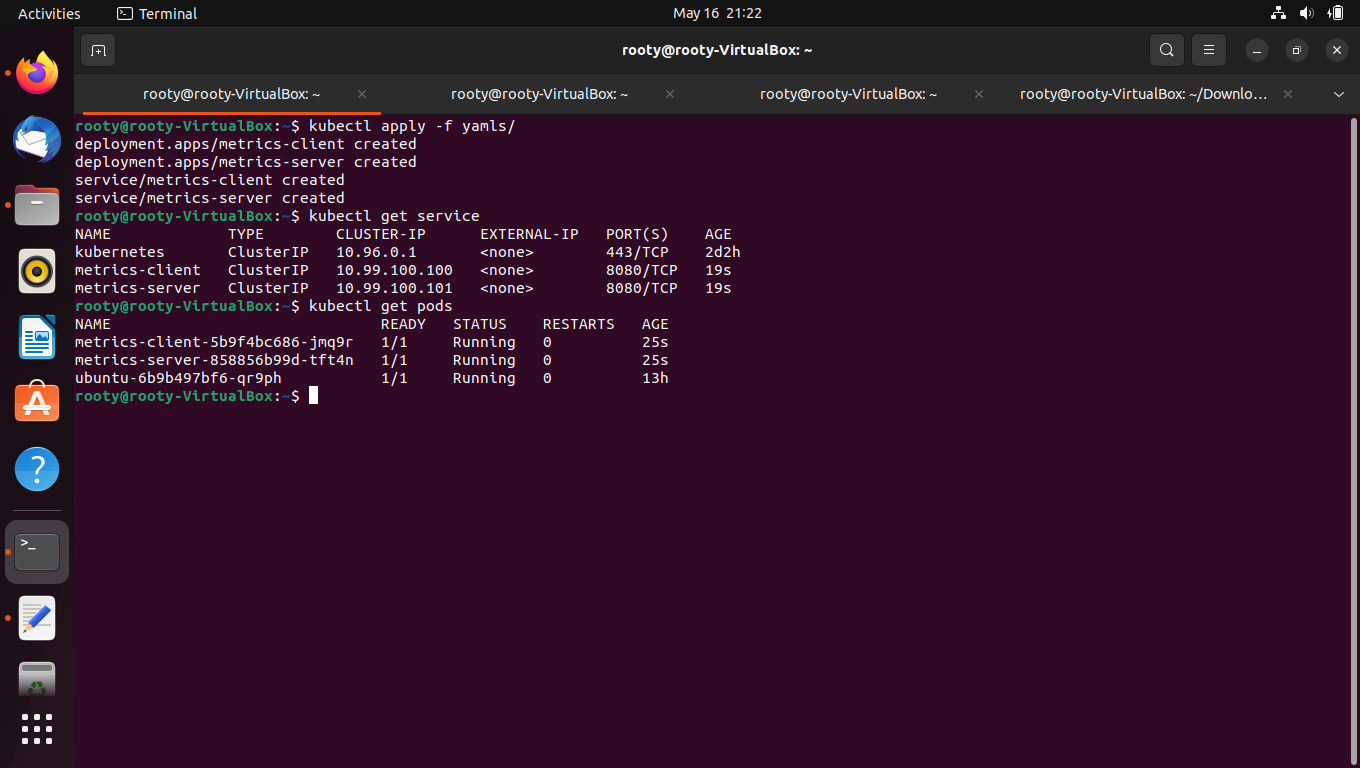 Activities Terminal May 16 21:22
rooty@rooty-VirtualBox: ~
rooty@rooty-VirtualBox: ~ rooty@rooty-VirtualBox: ~ rooty@rooty-VirtualBox: ~ rooty@rooty-VirtualBox: ~/Downlo...
rooty@rooty-VirtualBox:~$ kubectl apply -f yamls/
deployment.apps/metrics-client created
deployment.apps/metrics-server created
service/metrics-client created
service/metrics-server created
rooty@rooty-VirtualBox:~$ kubectl get service
NAME             TYPE        CLUSTER-IP      EXTERNAL-IP   PORT(S)    AGE
kubernetes       ClusterIP   10.96.0.1       <none>        443/TCP    2d2h
metrics-client   ClusterIP   10.99.100.100   <none>        8080/TCP   19s
metrics-server   ClusterIP   10.99.100.101   <none>        8080/TCP   19s
rooty@rooty-VirtualBox:~$ kubectl get pods
NAME                              READY   STATUS    RESTARTS   AGE
metrics-client-5b9f4bc686-jmq9r   1/1     Running   0          25s
metrics-server-858856b99d-tft4n   1/1     Running   0          25s
ubuntu-6b9b497bf6-qr9ph           1/1     Running   0          13h
rooty@rooty-VirtualBox:~$